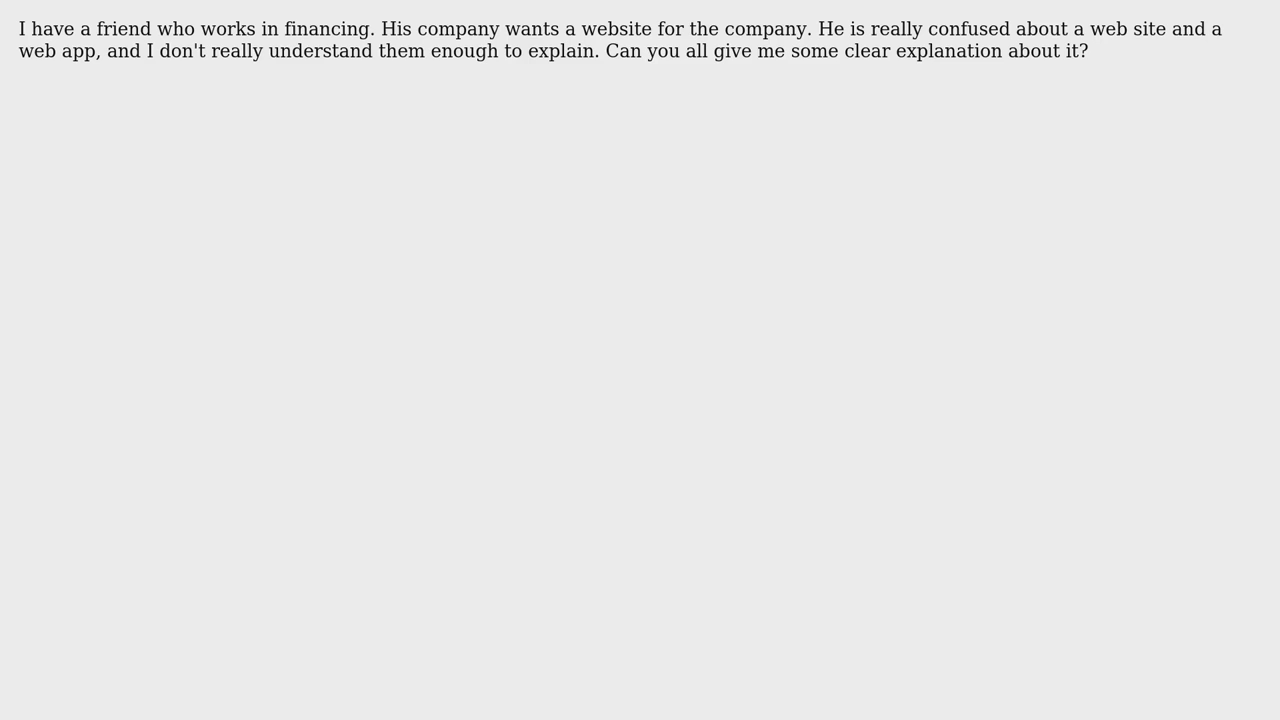 I have a friend who works in financing. His company wants a website for the company. He is really confused about a web site and a
web app, and I don't really understand them enough to explain. Can you all give me some clear explanation about it?